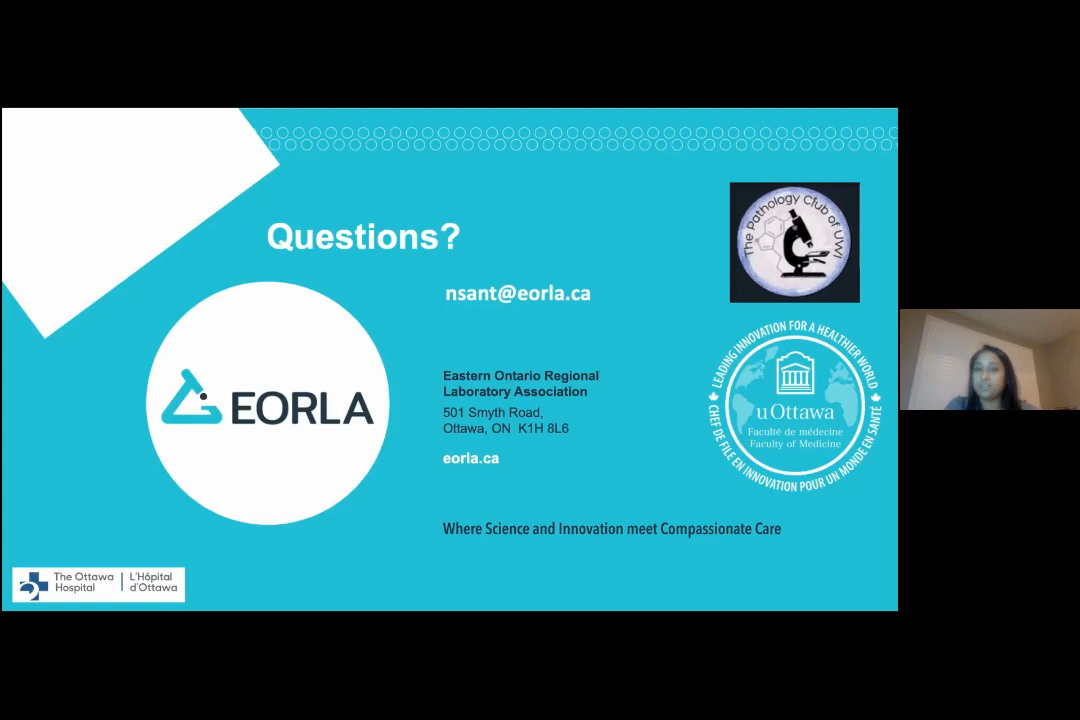 Questions?
nsant@eorla.ca
The Pathology Club of UWI
EORLA
Eastern Ontario Regional
Laboratory Association
501 Smyth Road,
Ottawa, ON K1H 8L6
eorla.ca
LEADING INNOVATION FOR A HEALTHIER WORLD
uOttawa
Faculté de médecine
Faculty of Medicine
CHEF DE FILE EN INNOVATION POUR UN MONDE EN SANTÉ
Where Science and Innovation meet Compassionate Care
The Ottawa
Hospital
L'Hôpital
d'Ottawa